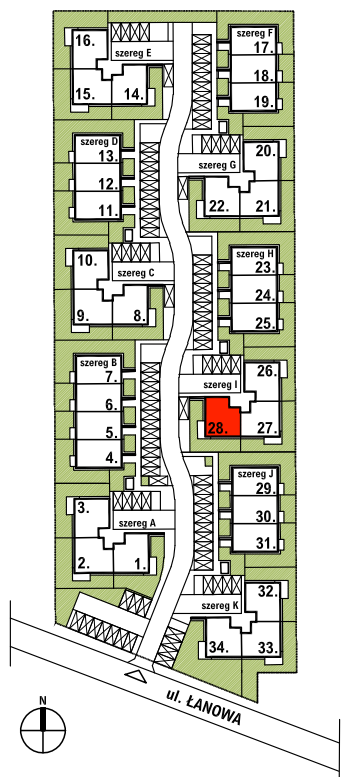 16.
szereg E
15.
14.
szereg F
17.
18.
19.
szereg D
13.
12.
11.
szereg G
20.
22.
21.
10.
szereg C
9.
8.
szereg H
23.
24.
25.
szereg B
7.
6.
5.
4.
26.
szereg I
28.
27.
3.
szereg A
2.
1.
szereg J
29.
30.
31.
32.
szereg K
34.
33.
ul. ŁANOWA
N